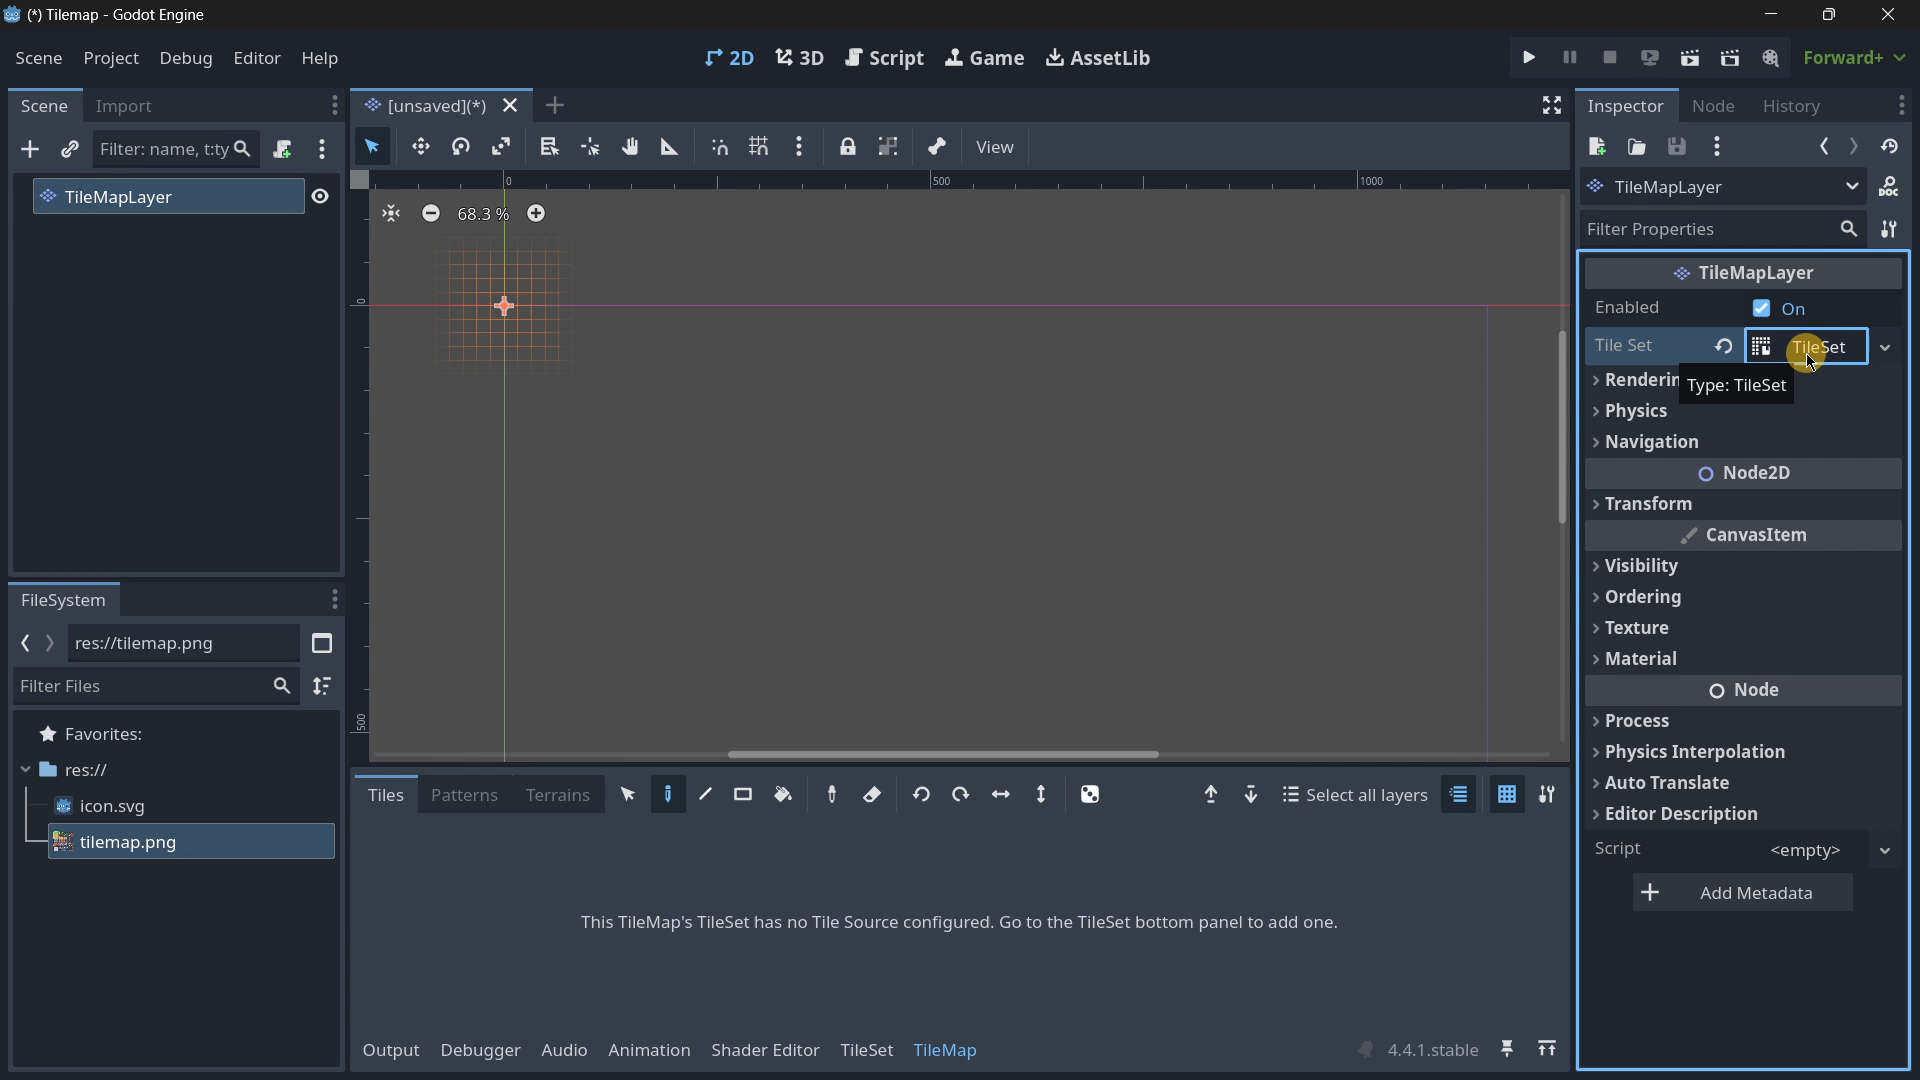 (*) Tilemap - Godot Engine
Scene Project Debug Editor Help
2D 3D Script Game AssetLib
Forward+
Scene Import
Filter: name, t:ty
TileMapLayer
[unsaved](*)
View
0 500 1000
68.3 %
0
500
FileSystem
res://tilemap.png
Filter Files
Favorites:
res://
icon.svg
tilemap.png
Tiles Patterns Terrains
Select all layers
This TileMap's TileSet has no Tile Source configured. Go to the TileSet bottom panel to add one.
Output Debugger Audio Animation Shader Editor TileSet TileMap
4.4.1.stable
Inspector Node History
TileMapLayer
DOC
Filter Properties
TileMapLayer
Enabled On
Tile Set TileSet
Type: TileSet
Renderin
Physics
Navigation
Node2D
Transform
CanvasItem
Visibility
Ordering
Texture
Material
Node
Process
Physics Interpolation
Auto Translate
Editor Description
Script <empty>
Add Metadata